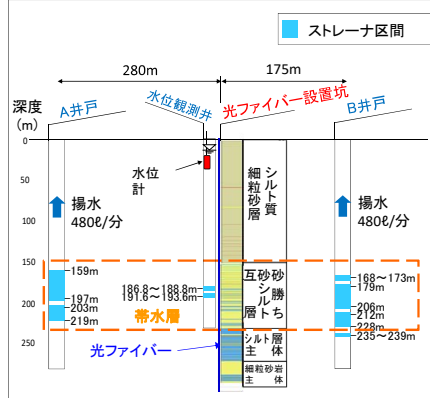 ストレーナ区間
280m
175m
深度
(m)
A井戸
水位観測井
光ファイバー設置坑
B井戸
0
50
100
150
200
250
水位
計
揚水
480ℓ/分
揚水
480ℓ/分
シルト質
細粒砂層
砂勝ち
砂シルト
互層
シルト層
主体
細粒砂岩
主体
159m
197m
203m
219m
186.8～188.8m
191.6～193.6m
帯水層
168～173m
179m
206m
212m
228m
235～239m
光ファイバー